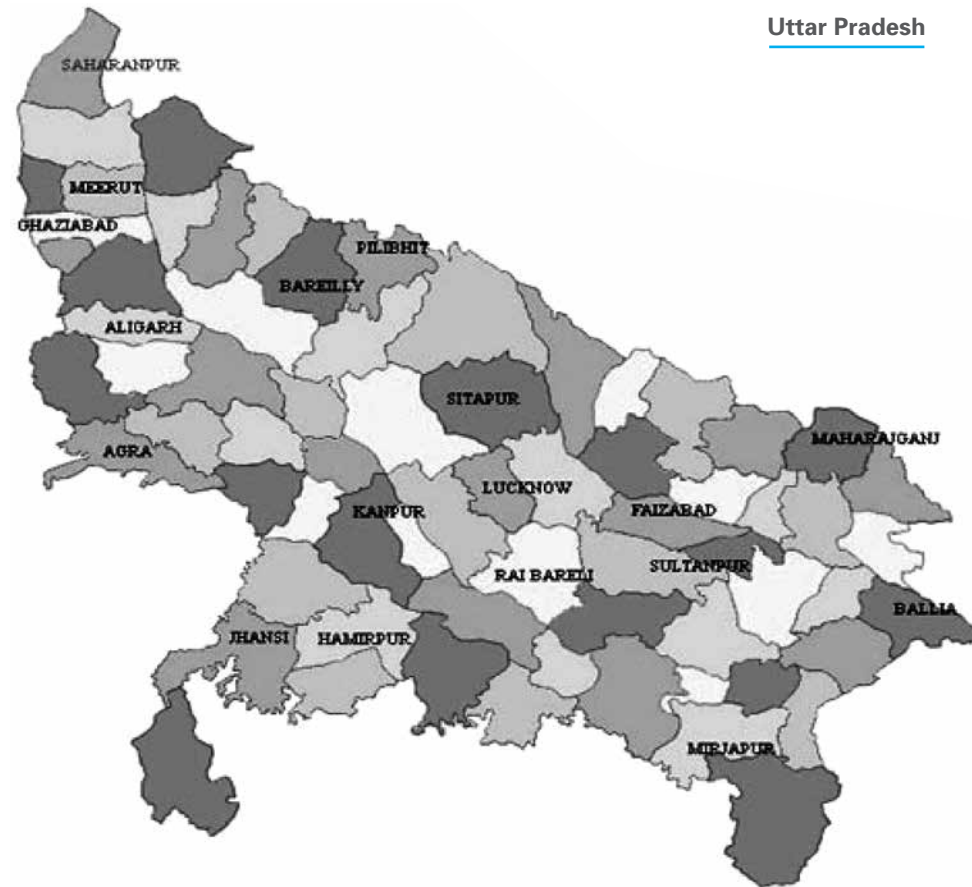 Uttar Pradesh
SAHARANPUR
MEERUT
GHAZIABAD
PILIBHIT
BAREILLY
ALIGARH
SITAPUR
MAHARAJGANJ
AGRA
LUCKNOW
KANPUR
FAIZABAD
SULTANPUR
RAI BARELI
BALLIA
JHANSI
HAMIRPUR
MIRJAPUR